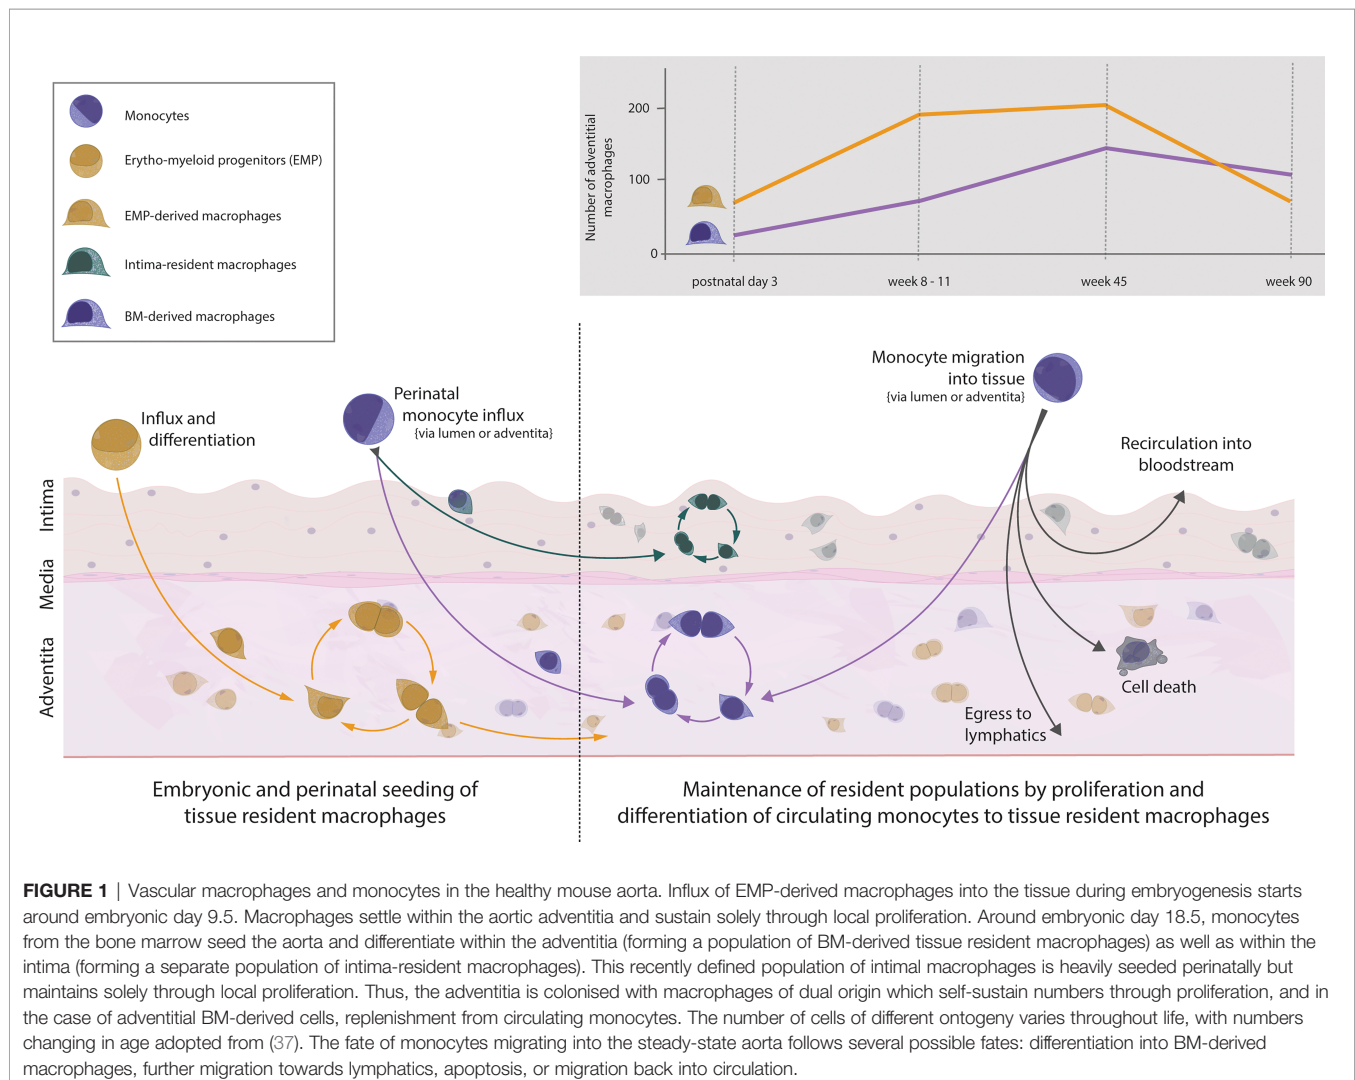 Monocytes
Erytho-myeloid progenitors (EMP)
EMP-derived macrophages
Intima-resident macrophages
BM-derived macrophages
Number of adventitial
macrophages
200
100
0
postnatal day 3
week 8 - 11
week 45
week 90
Influx and
differentiation
Perinatal
monocyte influx
{via lumen or adventita}
Monocyte migration
into tissue
{via lumen or adventita}
Recirculation into
bloodstream
Intima
Media
Adventita
Cell death
Egress to
lymphatics
Embryonic and perinatal seeding of
tissue resident macrophages
Maintenance of resident populations by proliferation and
differentiation of circulating monocytes to tissue resident macrophages
FIGURE 1 | Vascular macrophages and monocytes in the healthy mouse aorta. Influx of EMP-derived macrophages into the tissue during embryogenesis starts
around embryonic day 9.5. Macrophages settle within the aortic adventitia and sustain solely through local proliferation. Around embryonic day 18.5, monocytes
from the bone marrow seed the aorta and differentiate within the adventitia (forming a population of BM-derived tissue resident macrophages) as well as within the
intima (forming a separate population of intima-resident macrophages). This recently defined population of intimal macrophages is heavily seeded perinatally but
maintains solely through local proliferation. Thus, the adventitia is colonised with macrophages of dual origin which self-sustain numbers through proliferation, and in
the case of adventitial BM-derived cells, replenishment from circulating monocytes. The number of cells of different ontogeny varies throughout life, with numbers
changing in age adopted from (37). The fate of monocytes migrating into the steady-state aorta follows several possible fates: differentiation into BM-derived
macrophages, further migration towards lymphatics, apoptosis, or migration back into circulation.